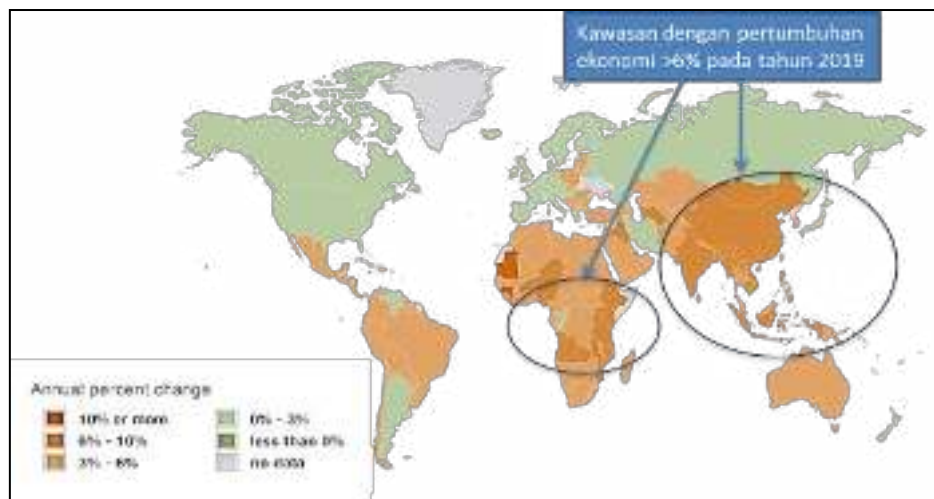 Kawasan dengan pertumbuhan
ekonomi >6% pada tahun 2019
Annual percent change
10% or more
6% - 10%
3% - 6%
0% - 3%
less than 0%
no data